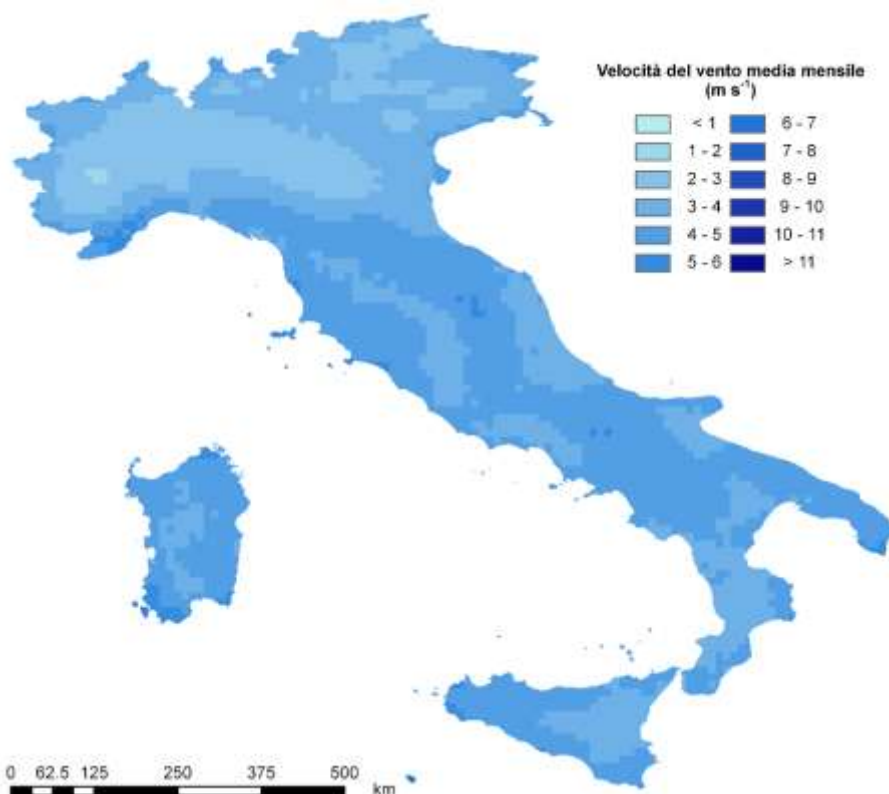 Velocità del vento media mensile
(m s⁻¹)
< 1 6 - 7
1 - 2 7 - 8
2 - 3 8 - 9
3 - 4 9 - 10
4 - 5 10 - 11
5 - 6 > 11
0 62.5 125 250 375 500
km